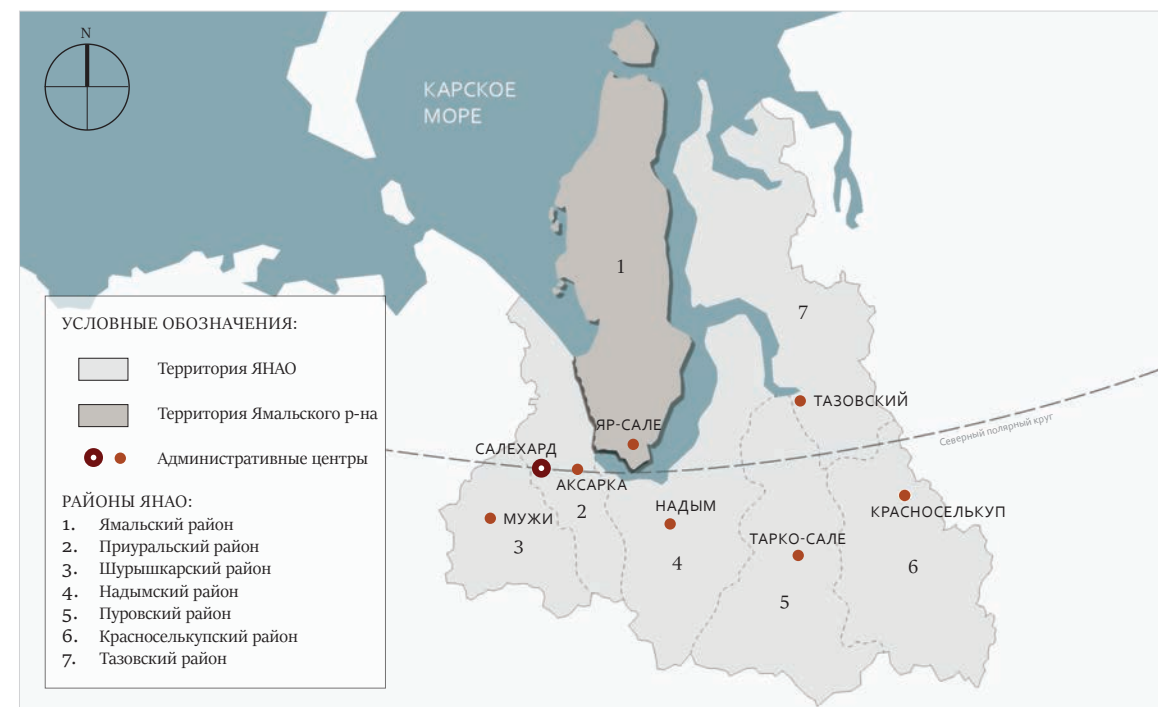 N
КАРСКОЕ
МОРЕ
1
7
ТАЗОВСКИЙ
ЯР-САЛЕ
Северный полярный круг
САЛЕХАРД
АКСАРКА
2
МУЖИ
3
НАДЫМ
4
ТАРКО-САЛЕ
5
КРАСНОСЕЛЬКУП
6
УСЛОВНЫЕ ОБОЗНАЧЕНИЯ:
Территория ЯНАО
Территория Ямальского р-на
Административные центры
РАЙОНЫ ЯНАО:
1. Ямальский район
2. Приуральский район
3. Шурышкарский район
4. Надымский район
5. Пуровский район
6. Красноселькупский район
7. Тазовский район